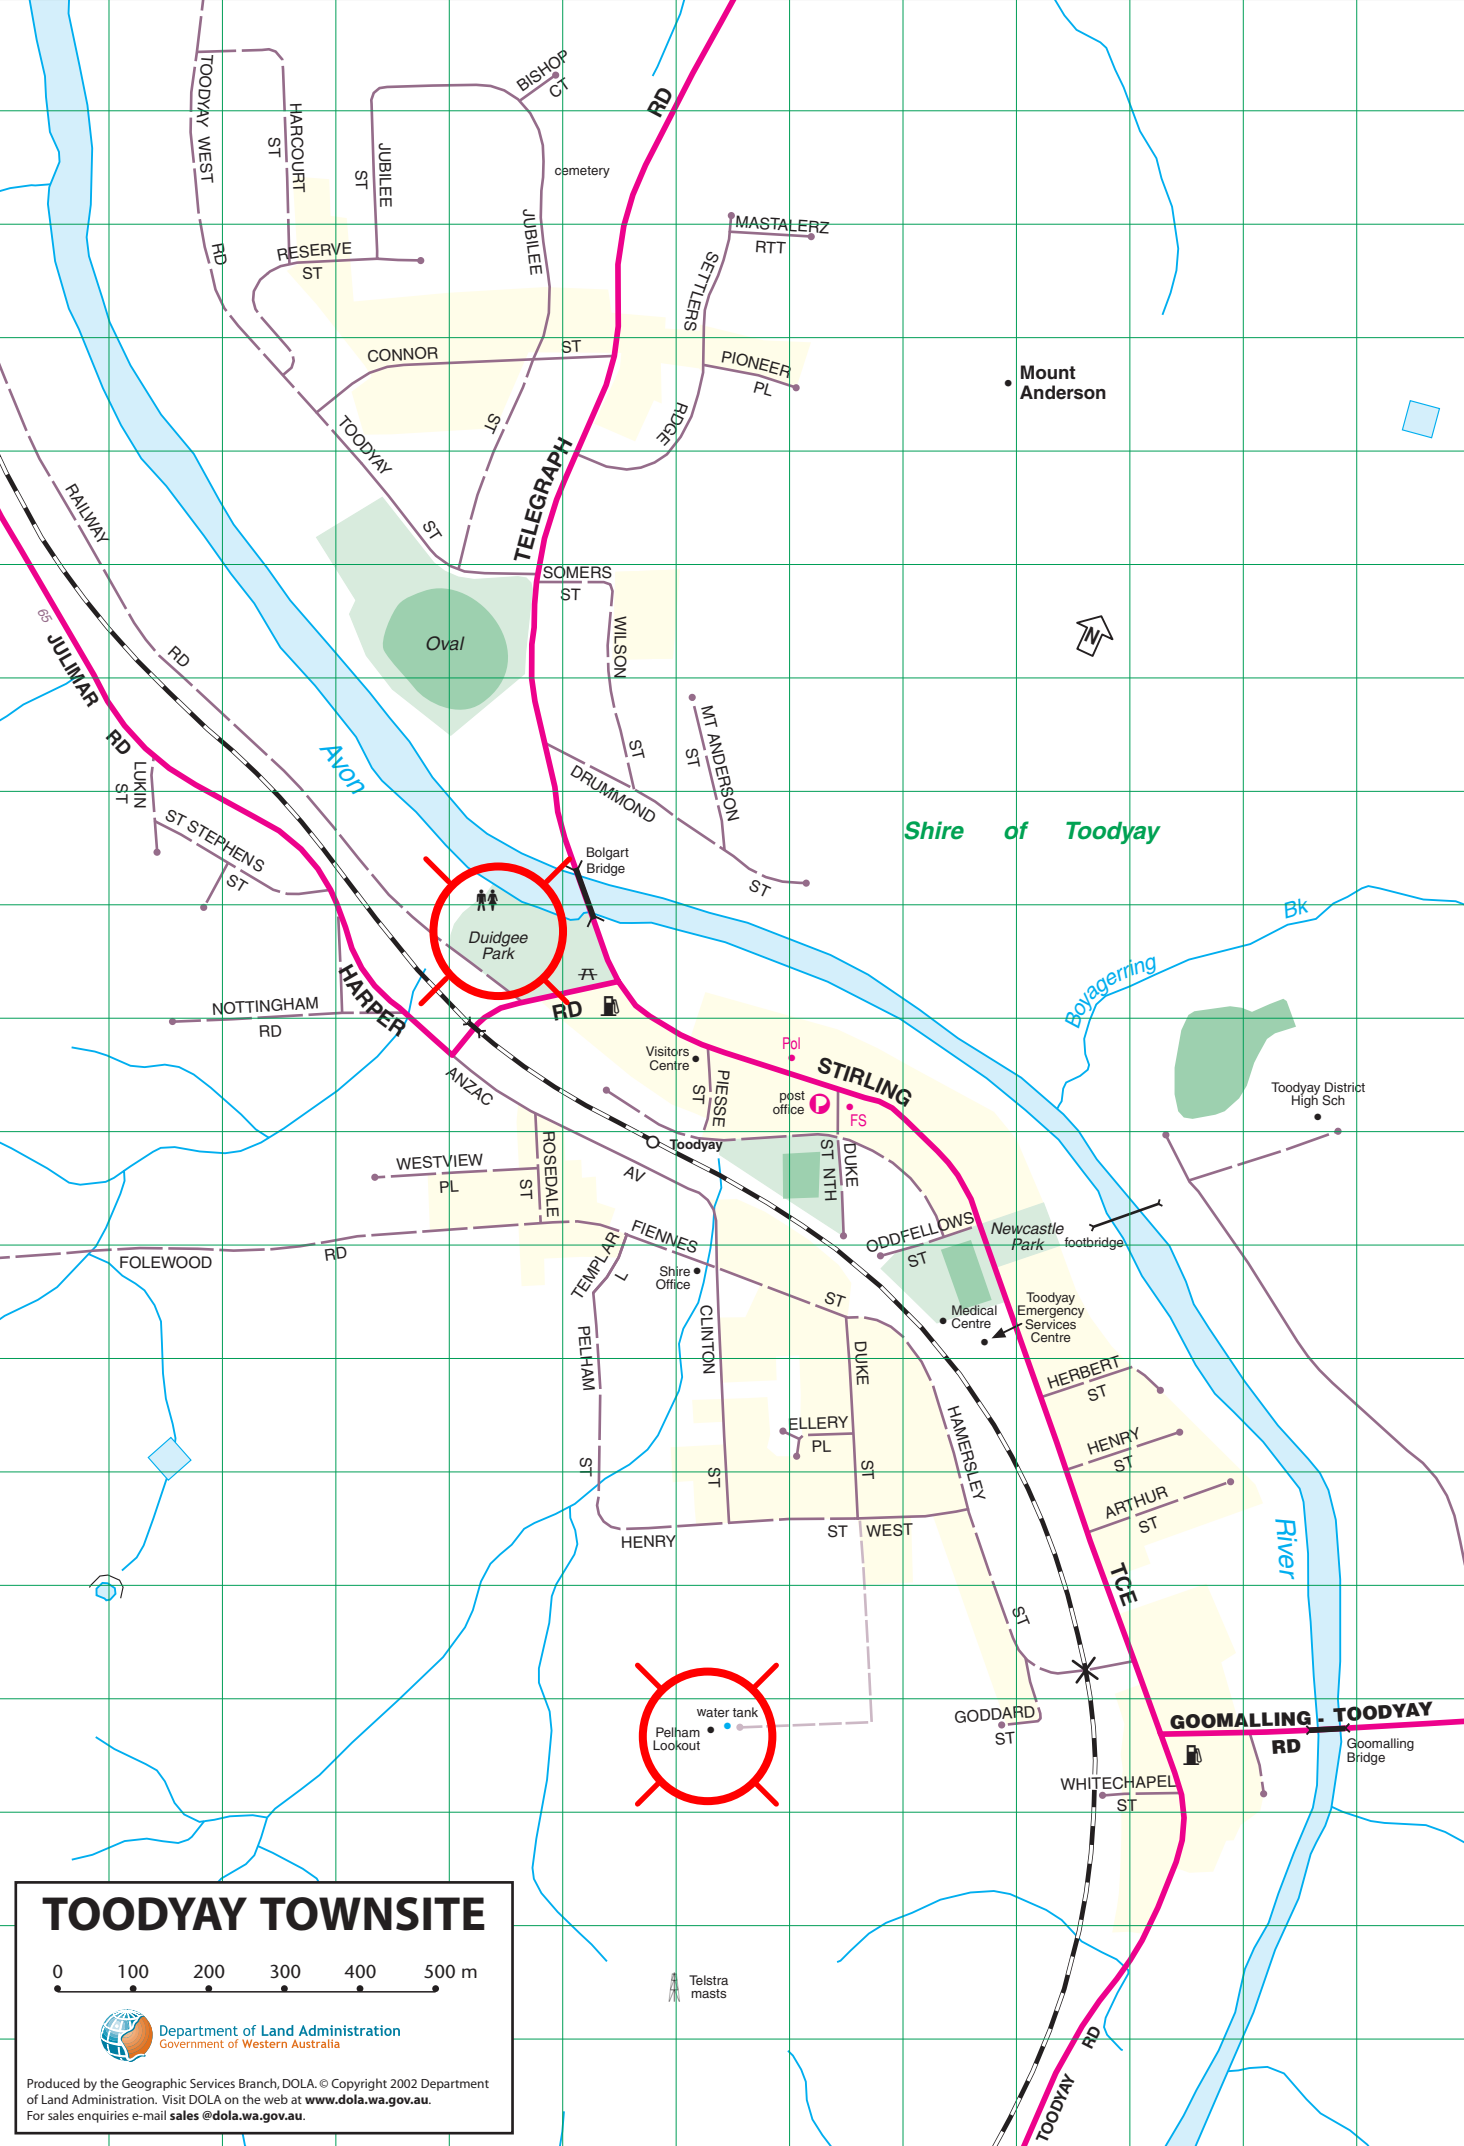 BISHOP
CT
TOODYAY WEST
RD
HARCOURT
ST
JUBILEE
ST
RD
cemetery
JUBILEE
ST
MASTALERZ
RTT
RESERVE
ST
SETTLERS
RDGE
CONNOR
ST
PIONEER
PL
Mount
Anderson
TOODYAY
ST
TELEGRAPH
RAILWAY
RD
SOMERS
ST
WILSON
ST
Oval
N
65
JULIMAR
RD
MT ANDERSON
ST
Avon
DRUMMOND
ST
LUKIN
ST
ST STEPHENS
ST
Shire of Toodyay
Bolgart
Bridge
Duidgee
Park
Bk
Boyagerring
HARPER
RD
NOTTINGHAM
RD
ANZAC
AV
Visitors
Centre
PIESSE
ST
Pol
STIRLING
post
office
P
FS
Toodyay District
High Sch
Toodyay
DUKE
ST NTH
WESTVIEW
PL
ROSEDALE
ST
FOLEWOOD
RD
TEMPLAR
L
FIENNES
ST
Shire
Office
ODDFELLOWS
ST
Newcastle
Park
footbridge
Medical
Centre
Toodyay
Emergency
Services
Centre
PELHAM
ST
CLINTON
ST
DUKE
ST
ELLERY
PL
HAMERSLEY
ST
HERBERT
ST
HENRY
ST
ARTHUR
ST
HENRY
ST WEST
River
TCE
water tank
Pelham
Lookout
GODDARD
ST
GOOMALLING - TOODYAY
RD
Goomalling
Bridge
WHITECHAPEL
ST
Telstra
masts
TOODYAY
RD
TOODYAY TOWNSITE
0 100 200 300 400 500 m
Department of Land Administration
Government of Western Australia
Produced by the Geographic Services Branch, DOLA. © Copyright 2002 Department
of Land Administration. Visit DOLA on the web at www.dola.wa.gov.au.
For sales enquiries e-mail sales @dola.wa.gov.au.